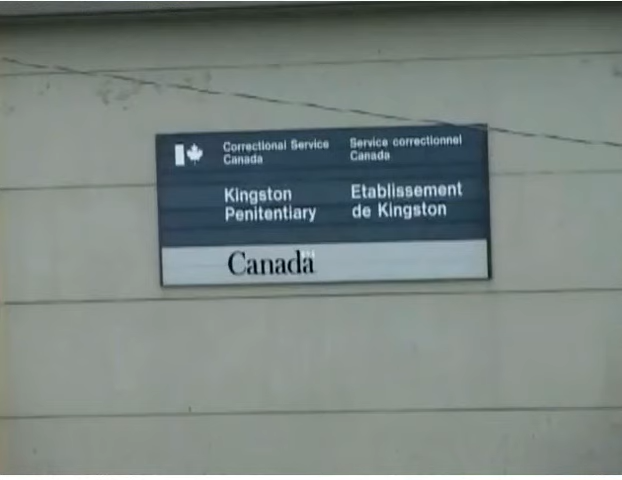 Correctional Service
Canada
Service correctionnel
Canada
Kingston
Penitentiary
Etablissement
de Kingston
Canada